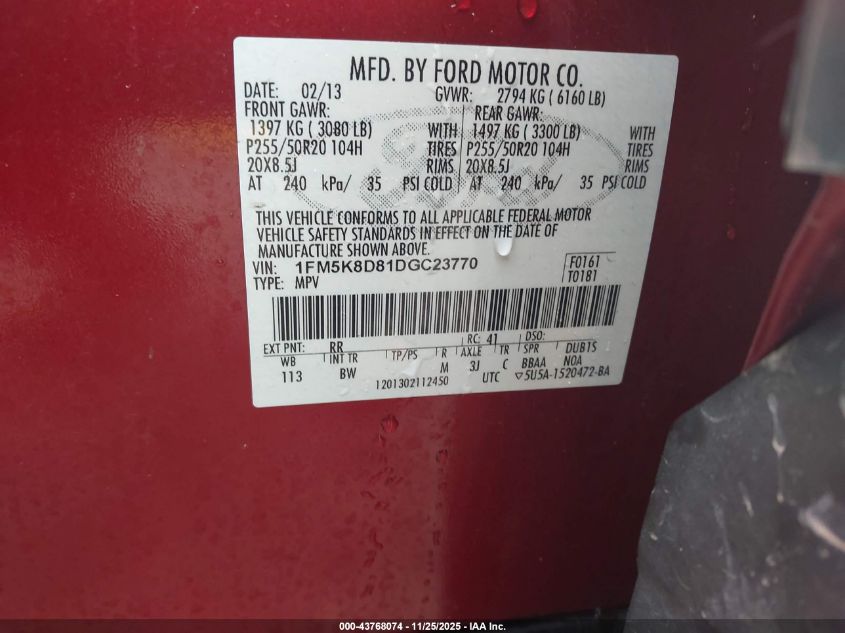 MFD. BY FORD MOTOR CO.
DATE: 02/13 GVWR: 2794 KG ( 6160 LB)
FRONT GAWR: REAR GAWR:
1397 KG ( 3080 LB) WITH 1497 KG ( 3300 LB) WITH
P255/50R20 104H TIRES P255/50R20 104H TIRES
20X8.5J RIMS 20X8.5J RIMS
AT 240 kPa/ 35 PSI COLD AT 240 kPa/ 35 PSI COLD
THIS VEHICLE CONFORMS TO ALL APPLICABLE FEDERAL MOTOR
VEHICLE SAFETY STANDARDS IN EFFECT ON THE DATE OF
MANUFACTURE SHOWN ABOVE.
VIN: 1FM5K8D81DGC23770 F0161
TYPE: MPV T0181
EXT PNT: RR RC: 41 DSO:
WB INT TR TP/PS R AXLE TR SPR DUB1S
113 BW M 3J C BBAA N0A
1201302112450 UTC ▽5U5A-1520472-BA
000-43768074 — 11/25/2025 — IAA Inc.